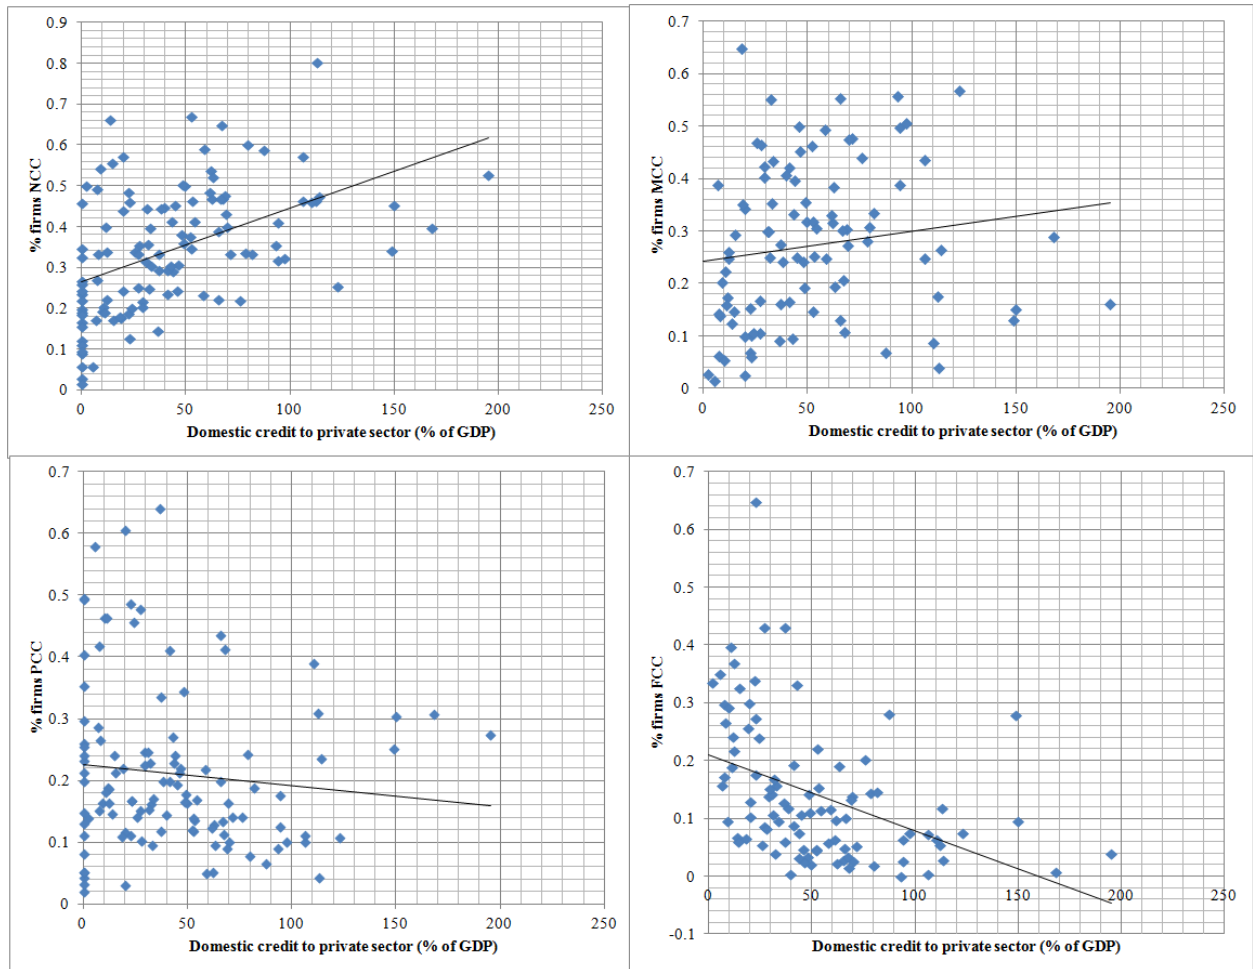 % firms NCC
0.9
0.8
0.7
0.6
0.5
0.4
0.3
0.2
0.1
0
0 50 100 150 200 250
Domestic credit to private sector (% of GDP)
% firms MCC
0.7
0.6
0.5
0.4
0.3
0.2
0.1
0
0 50 100 150 200 250
Domestic credit to private sector (% of GDP)
% firms PCC
0.7
0.6
0.5
0.4
0.3
0.2
0.1
0
0 50 100 150 200 250
Domestic credit to private sector (% of GDP)
% firms FCC
0.7
0.6
0.5
0.4
0.3
0.2
0.1
0
-0.1
0 50 100 150 200 250
Domestic credit to private sector (% of GDP)